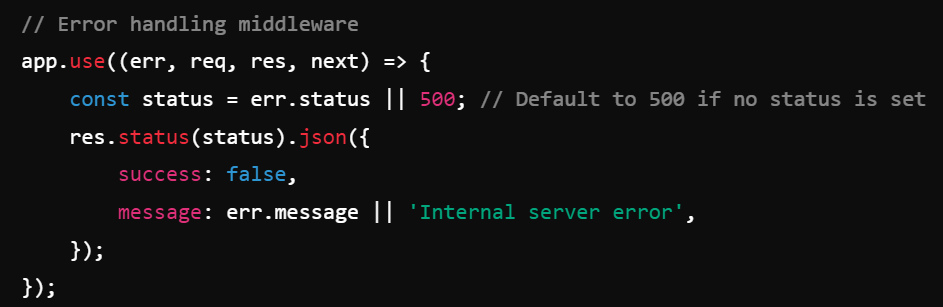 // Error handling middleware
app.use((err, req, res, next) => {
    const status = err.status || 500; // Default to 500 if no status is set
    res.status(status).json({
        success: false,
        message: err.message || 'Internal server error',
    });
});